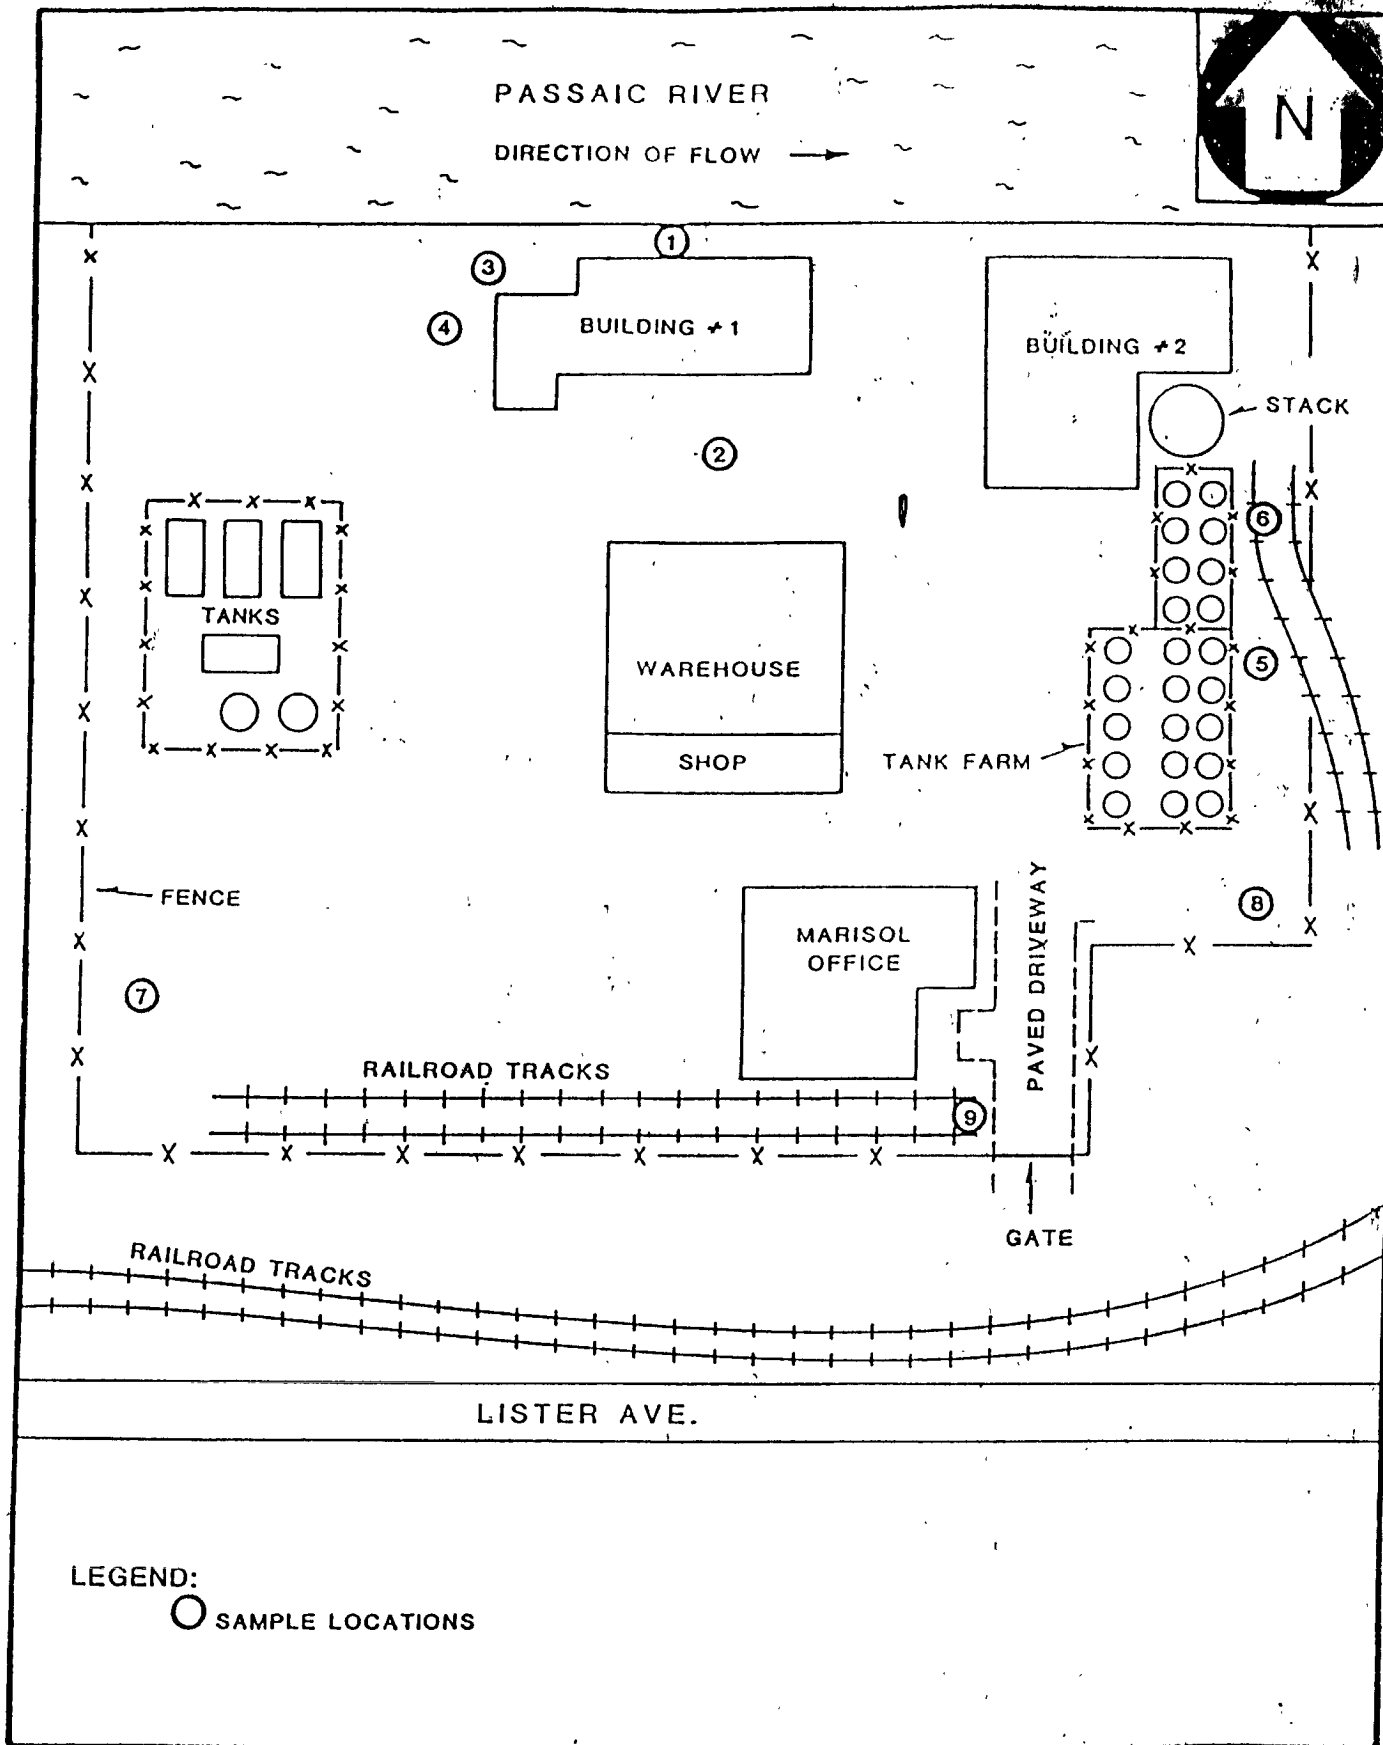 PASSAIC RIVER
N
DIRECTION OF FLOW
1
3
4
BUILDING #1
BUILDING #2
STACK
2
6
TANKS
5
WAREHOUSE
SHOP
TANK FARM
FENCE
8
MARISOL
OFFICE
PAVED DRIVEWAY
7
RAILROAD TRACKS
9
GATE
RAILROAD TRACKS
LISTER AVE.
LEGEND:
SAMPLE LOCATIONS